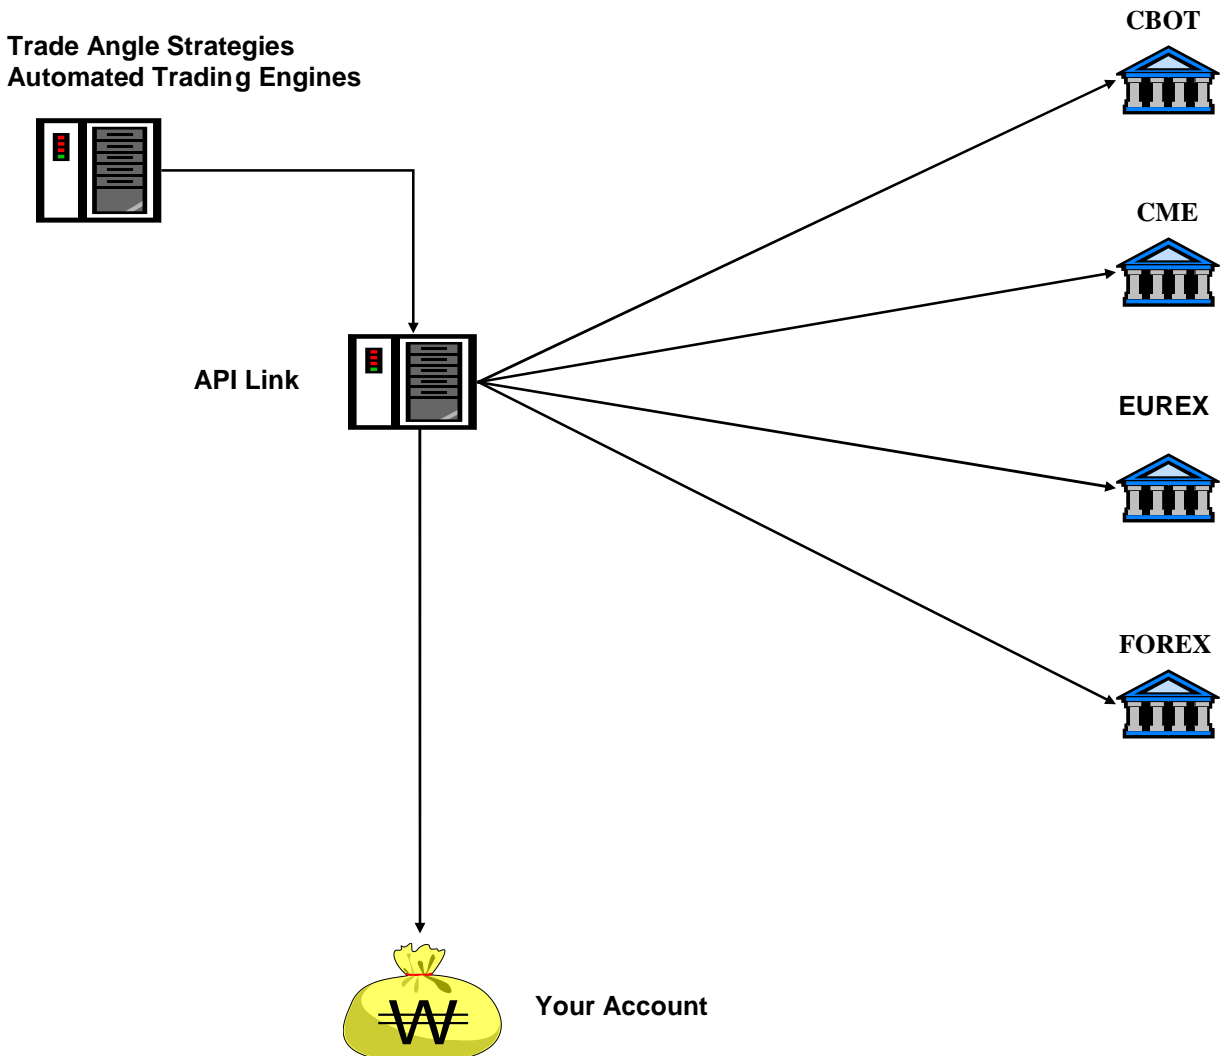 CBOT
Trade Angle Strategies
Automated Trading Engines
CME
API Link
EUREX
FOREX
Your Account
₩